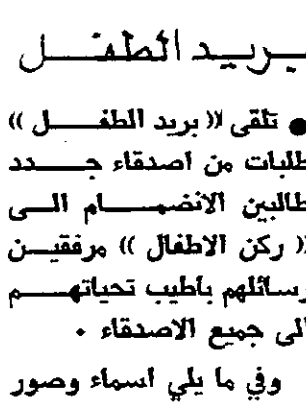 بريد الطفل
● تلقى «بريد الطفل»
طلبات من اصدقاء جدد
طالبين الانضمام الى
«ركن الاطفال» مرفقين
رسائلهم باطيب تحياتهم
الى جميع الاصدقاء .
وفي ما يلي اسماء وصور